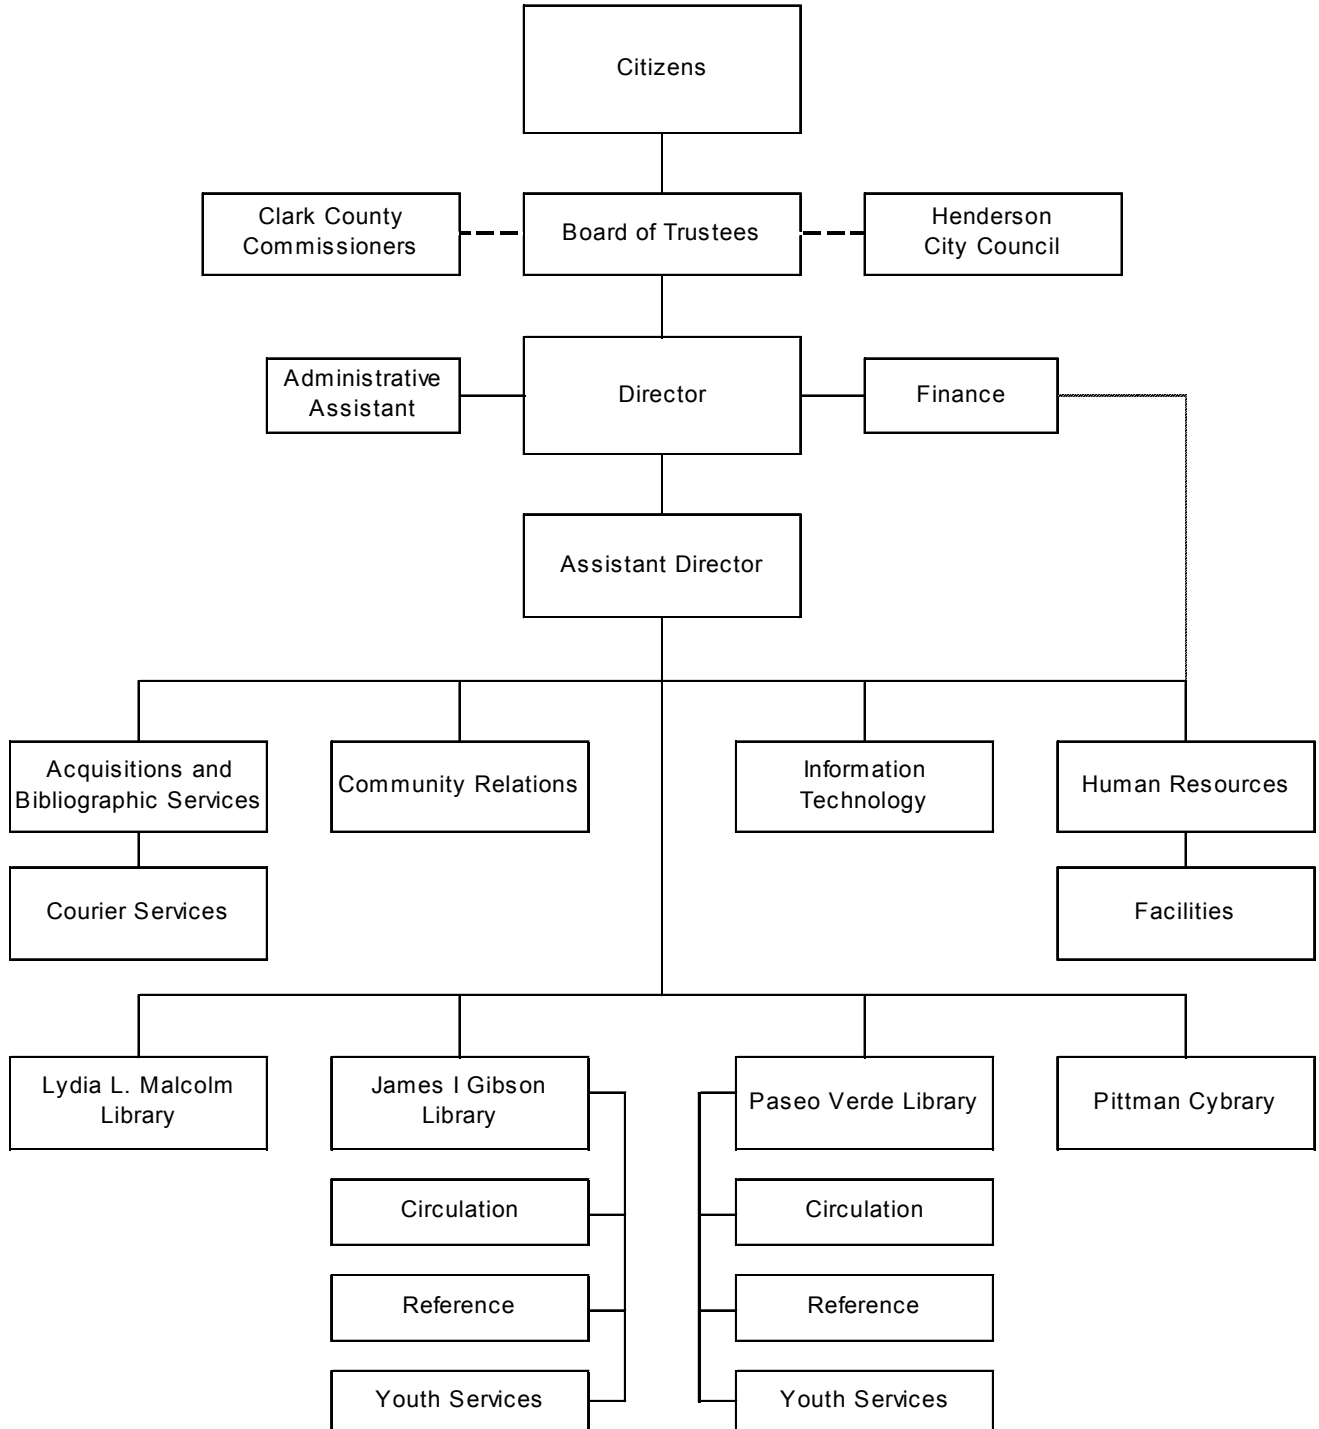 Citizens
Clark County
Commissioners
Board of Trustees
Henderson
City Council
Administrative
Assistant
Director
Finance
Assistant Director
Acquisitions and
Bibliographic Services
Community Relations
Information
Technology
Human Resources
Courier Services
Facilities
Lydia L. Malcolm
Library
James I Gibson
Library
Paseo Verde Library
Pittman Cybrary
Circulation
Circulation
Reference
Reference
Youth Services
Youth Services